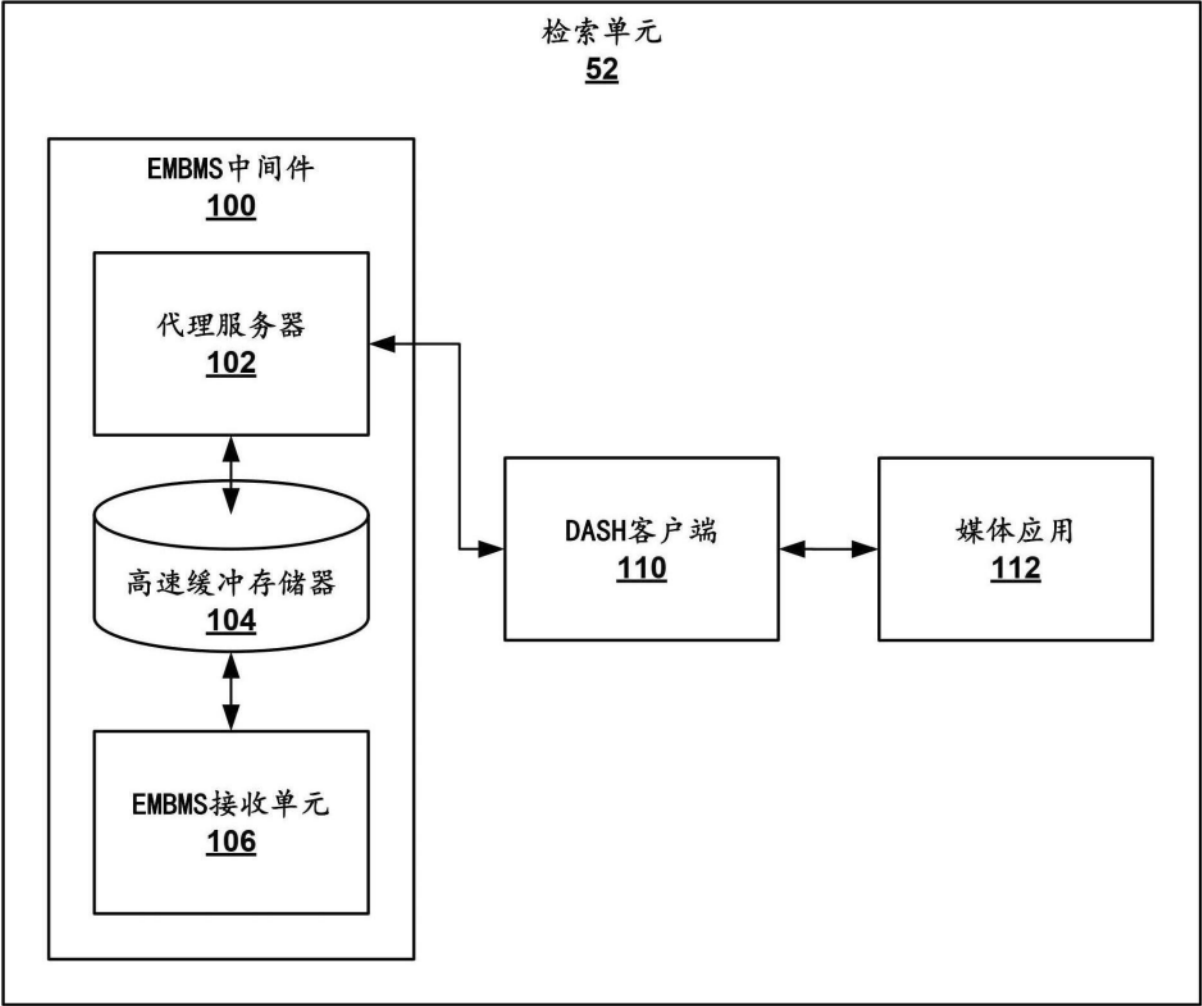 检索单元
52
EMBMS中间件
100
代理服务器
102
高速缓冲存储器
104
EMBMS接收单元
106
DASH客户端
110
媒体应用
112